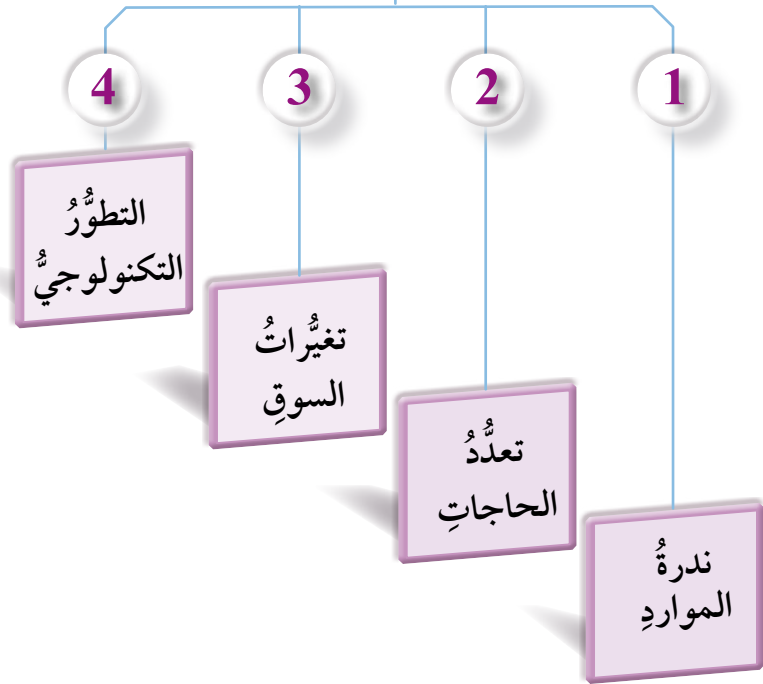 1
ندرةُ
المواردِ
2
تعدُّدُ
الحاجاتِ
3
تغيُّراتُ
السوقِ
4
التطوُّرُ
التكنولوجيُّ